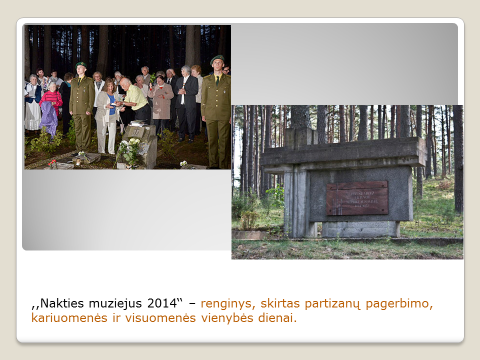 ,,Nakties muziejus 2014‘‘ – renginys, skirtas partizanų pagerbimo,
kariuomenės ir visuomenės vienybės dienai.